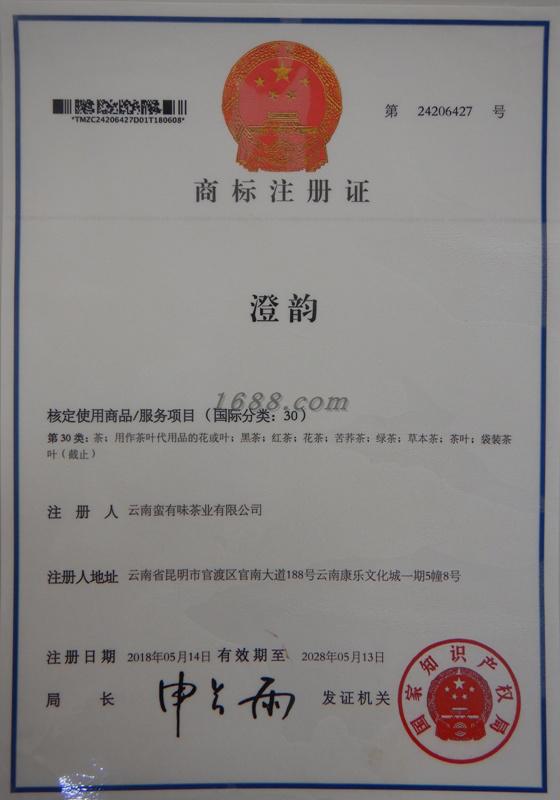 *TMZC24206427D01T180608*
第 24206427 号
商标注册证
澄韵
1688.com
核定使用商品/服务项目（国际分类：30）
第30类：茶；用作茶叶代用品的花或叶；黑茶；红茶；花茶；苦荞茶；绿茶；草本茶；茶叶；袋装茶
叶（截止）
注册人 云南蛮有味茶业有限公司
注册人地址 云南省昆明市官渡区官南大道188号云南康乐文化城一期5幢8号
注册日期 2018年05月14日 有效期至 2028年05月13日
局长 申长雨 发证机关
国家知识产权局